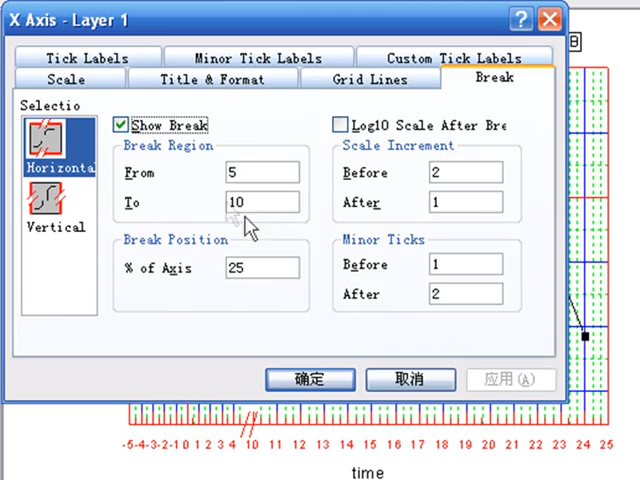 X Axis - Layer 1
Tick Labels Minor Tick Labels Custom Tick Labels
Scale Title & Format Grid Lines Break
Selectio
Horizonta
Vertical
Show Break
Break Region
From 5
To 10
Break Position
% of Axis 25
Log10 Scale After Bre
Scale Increment
Before 2
After 1
Minor Ticks
Before 1
After 2
确定 取消 应用(A)
-5 -4 -3 -2 -1 0 1 2 3 4 10 11 12 13 14 15 16 17 18 19 20 21 22 23 24 25
time